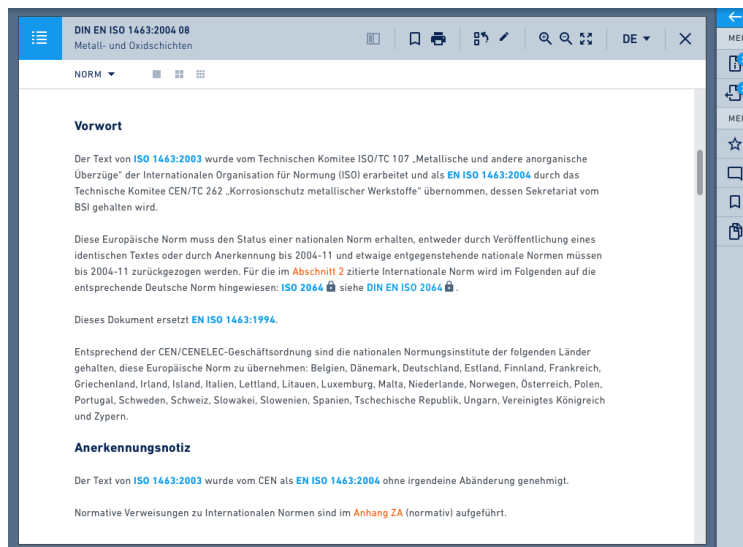 DIN EN ISO 1463:2004 08
Metall- und Oxidschichten
DE
NORM
Vorwort
Der Text von ISO 1463:2003 wurde vom Technischen Komitee ISO/TC 107 „Metallische und andere anorganische
Überzüge" der Internationalen Organisation für Normung (ISO) erarbeitet und als EN ISO 1463:2004 durch das
Technische Komitee CEN/TC 262 „Korrosionschutz metallischer Werkstoffe" übernommen, dessen Sekretariat vom
BSI gehalten wird.
Diese Europäische Norm muss den Status einer nationalen Norm erhalten, entweder durch Veröffentlichung eines
identischen Textes oder durch Anerkennung bis 2004-11 und etwaige entgegenstehende nationale Normen müssen
bis 2004-11 zurückgezogen werden. Für die im Abschnitt 2 zitierte Internationale Norm wird im Folgenden auf die
entsprechende Deutsche Norm hingewiesen: ISO 2064 siehe DIN EN ISO 2064 .
Dieses Dokument ersetzt EN ISO 1463:1994.
Entsprechend der CEN/CENELEC-Geschäftsordnung sind die nationalen Normungsinstitute der folgenden Länder
gehalten, diese Europäische Norm zu übernehmen: Belgien, Dänemark, Deutschland, Estland, Finnland, Frankreich,
Griechenland, Irland, Island, Italien, Lettland, Litauen, Luxemburg, Malta, Niederlande, Norwegen, Österreich, Polen,
Portugal, Schweden, Schweiz, Slowakei, Slowenien, Spanien, Tschechische Republik, Ungarn, Vereinigtes Königreich
und Zypern.
Anerkennungsnotiz
Der Text von ISO 1463:2003 wurde vom CEN als EN ISO 1463:2004 ohne irgendeine Abänderung genehmigt.
Normative Verweisungen zu Internationalen Normen sind im Anhang ZA (normativ) aufgeführt.